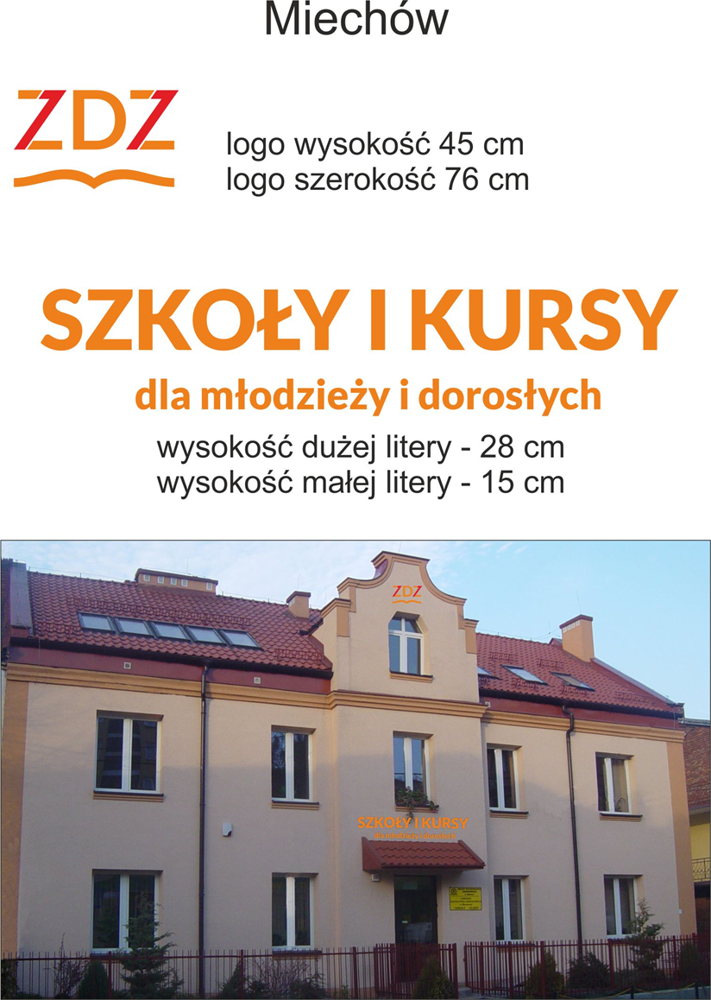 Miechów
ZDZ
logo wysokość 45 cm
logo szerokość 76 cm
SZKOŁY I KURSY
dla młodzieży i dorosłych
wysokość dużej litery - 28 cm
wysokość małej litery - 15 cm
ZDZ
SZKOŁY I KURSY
dla młodzieży i dorosłych